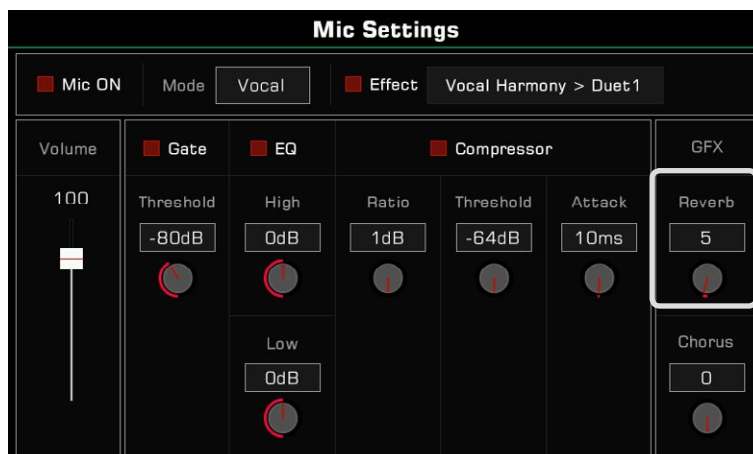 Mic Settings
Mic ON Mode Vocal Effect Vocal Harmony > Duet1
Volume Gate EQ Compressor GFX
100 Threshold High Ratio Threshold Attack Reverb
-80dB 0dB 1dB -64dB 10ms 5
Low Chorus
0dB 0